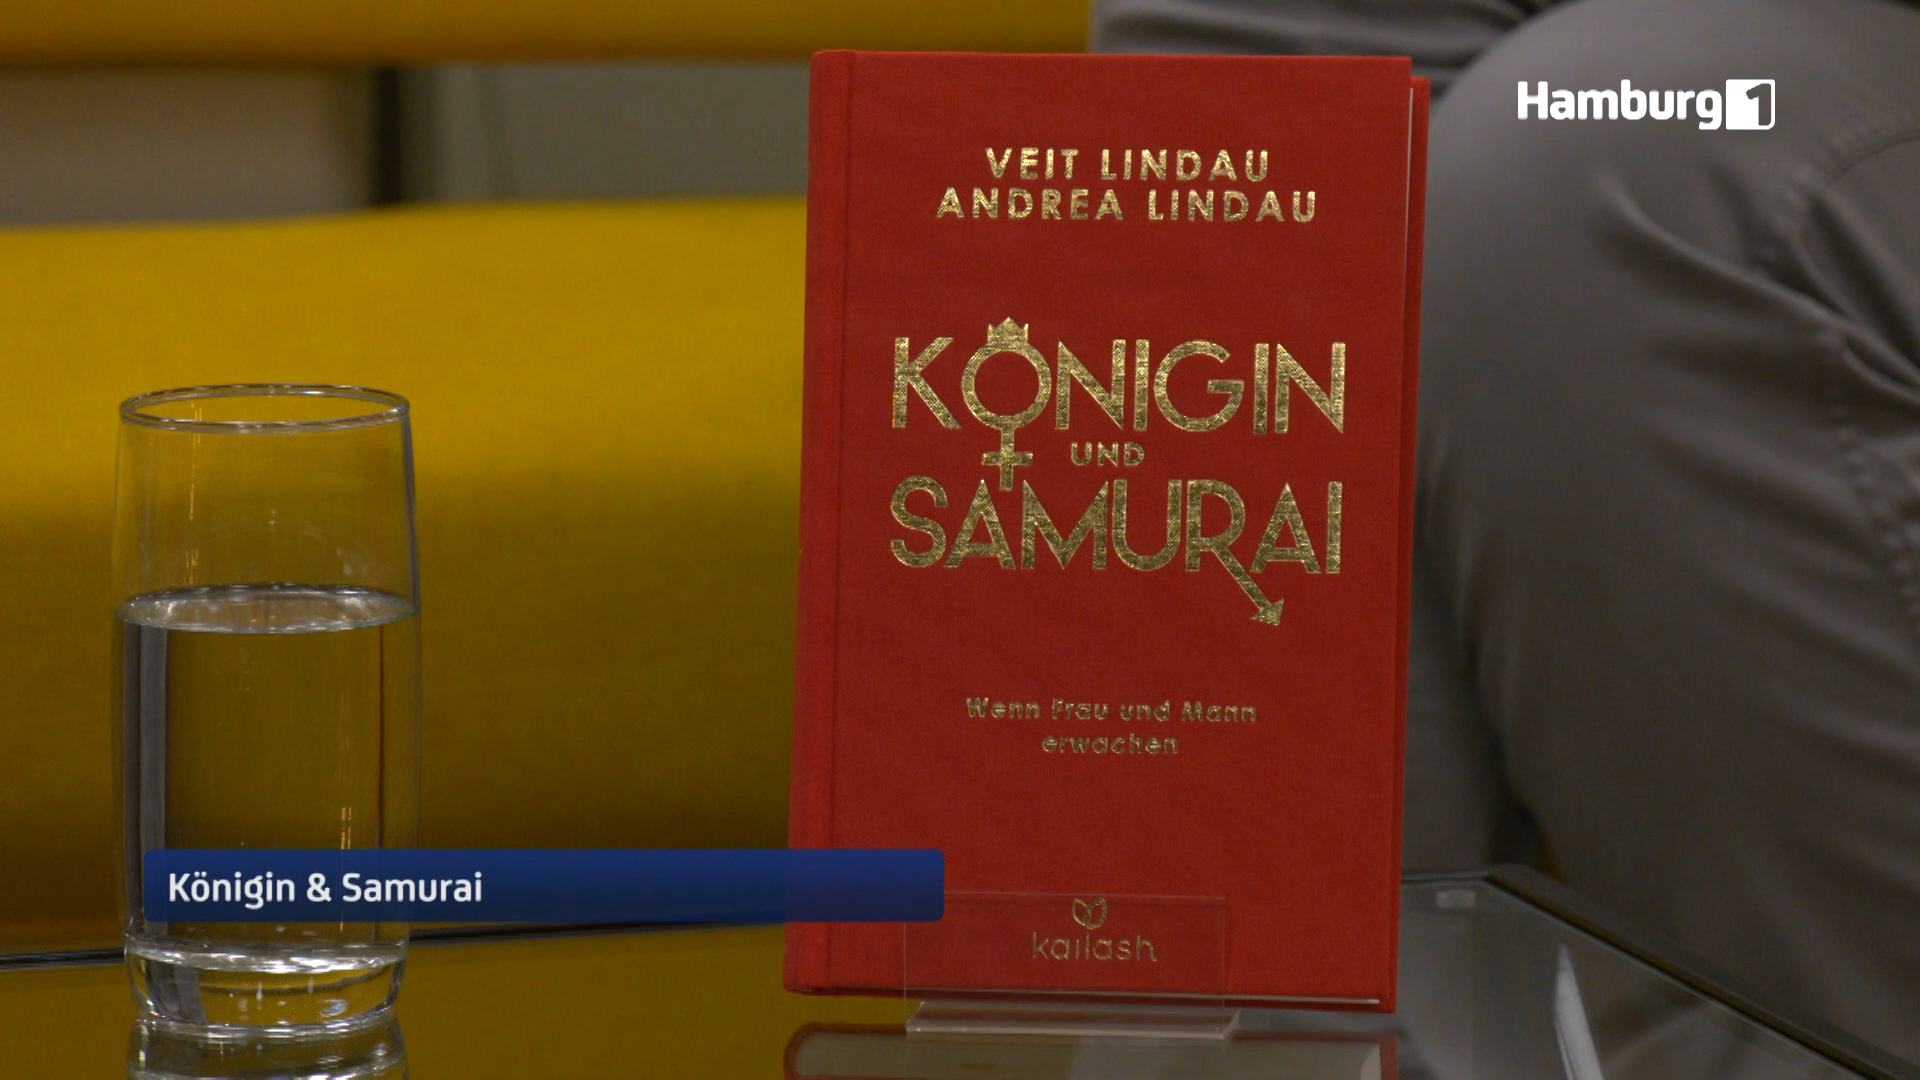 Hamburg 1
VEIT LINDAU
ANDREA LINDAU
KÖNIGIN
UND
SAMURAI
Wenn Frau und Mann
erwachen
Königin & Samurai
kailash